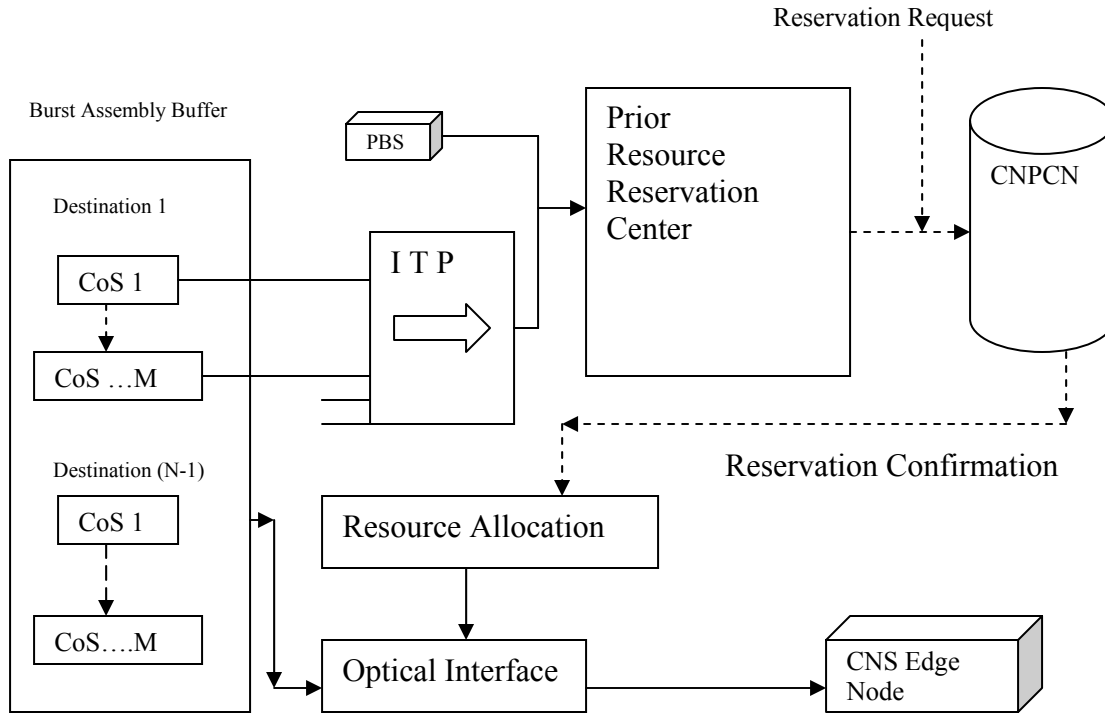 Reservation Request
Burst Assembly Buffer
PBS
Prior
Resource
Reservation
Center
CNPCN
Destination 1
I T P
CoS 1
CoS …M
Reservation Confirmation
Destination (N-1)
CoS 1
Resource Allocation
CoS….M
Optical Interface
CNS Edge
Node